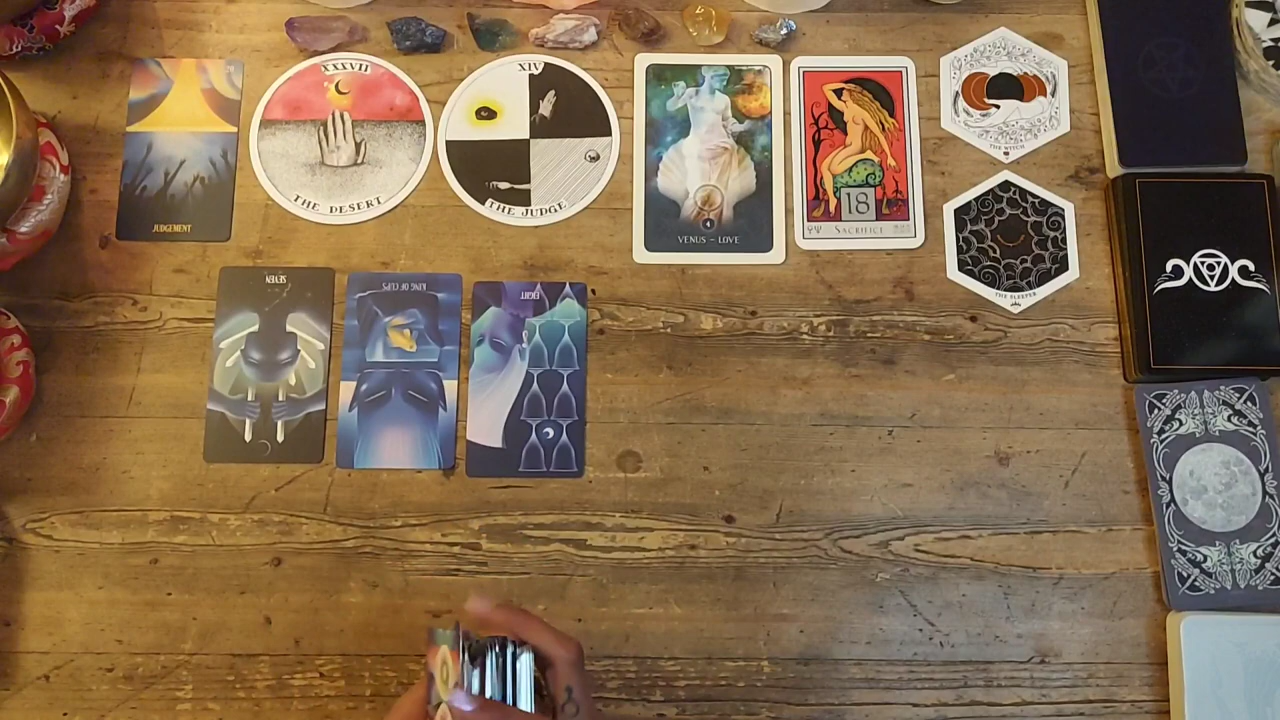 JUDGEMENT
XXXVII
THE DESERT
XIV
THE JUDGE
VENUS - LOVE
18
SACRIFICE
THE WITCH
THE SLEEPER
SEVEN
KING OF CUPS
EIGHT